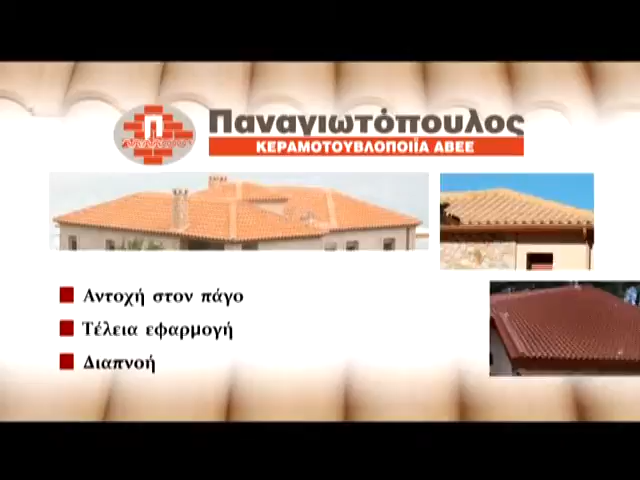 Π
Παναγιωτόπουλος
ΚΕΡΑΜΟΤΟΥΒΛΟΠΟΙΪΑ ΑΒΕΕ
Αντοχή στον πάγο
Τέλεια εφαρμογή
Διαπνοή